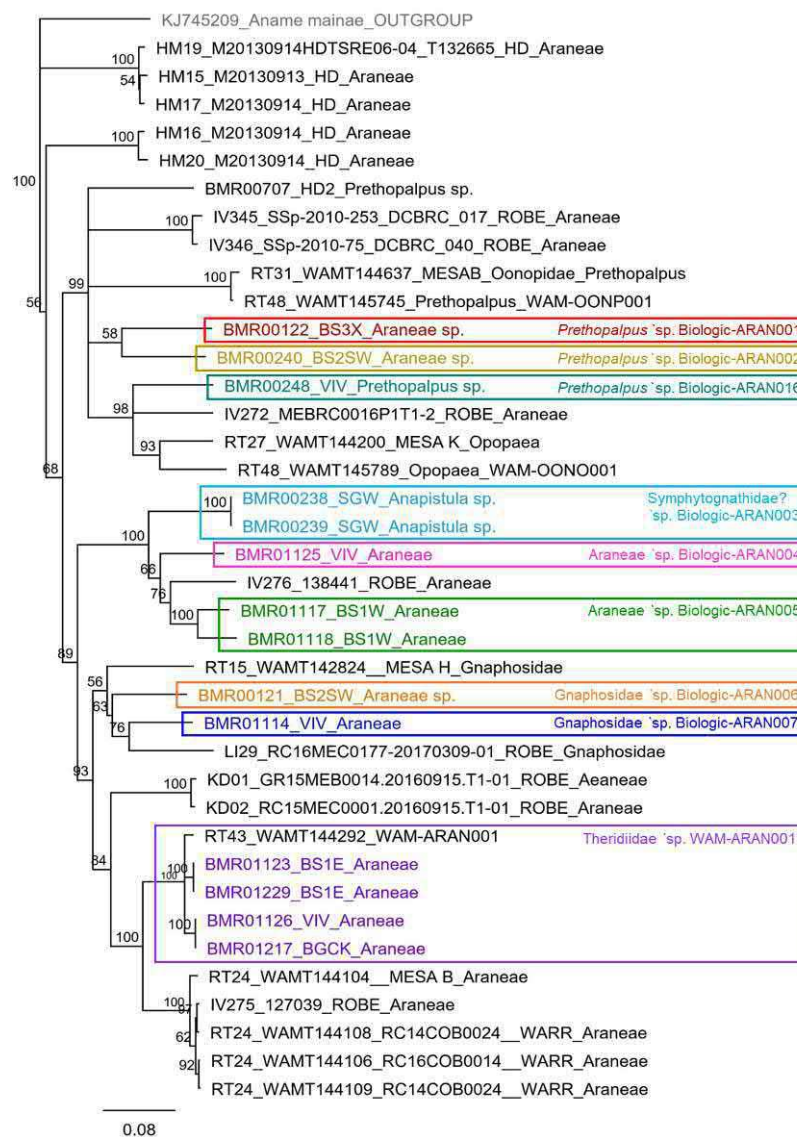 KJ745209_Aname mainae_OUTGROUP
HM19_M20130914HDTSRE06-04_T132665_HD_Araneae
100
54
HM15_M20130913_HD_Araneae
HM17_M20130914_HD_Araneae
HM16_M20130914_HD_Araneae
100
HM20_M20130914_HD_Araneae
100
BMR00707_HD2_Prethopalpus sp.
IV345_SSp-2010-253_DCBRC_017_ROBE_Araneae
100
IV346_SSp-2010-75_DCBRC_040_ROBE_Araneae
RT31_WAMT144637_MESAB_Oonopidae_Prethopalpus
99
100
RT48_WAMT145745_Prethopalpus_WAM-OONP001
56
BMR00122_BS3X_Araneae sp. Prethopalpus `sp. Biologic-ARAN001
58
BMR00240_BS2SW_Araneae sp. Prethopalpus `sp. Biologic-ARAN002
BMR00248_VIV_Prethopalpus sp. Prethopalpus `sp. Biologic-ARAN016
98
IV272_MEBRC0016P1T1-2_ROBE_Araneae
RT27_WAMT144200_MESA K_Opopaea
93
RT48_WAMT145789_Opopaea_WAM-OONO001
68
BMR00238_SGW_Anapistula sp. Symphytognathidae?
100
`sp. Biologic-ARAN003
BMR00239_SGW_Anapistula sp.
100
BMR01125_VIV_Araneae Araneae `sp. Biologic-ARAN004
66
IV276_138441_ROBE_Araneae
76
BMR01117_BS1W_Araneae Araneae `sp. Biologic-ARAN005
100
BMR01118_BS1W_Araneae
89
RT15_WAMT142824__MESA H_Gnaphosidae
56
BMR00121_BS2SW_Araneae sp. Gnaphosidae `sp. Biologic-ARAN006
63
BMR01114_VIV_Araneae Gnaphosidae `sp. Biologic-ARAN007
76
LI29_RC16MEC0177-20170309-01_ROBE_Gnaphosidae
93
KD01_GR15MEB0014.20160915.T1-01_ROBE_Aeaneae
100
KD02_RC15MEC0001.20160915.T1-01_ROBE_Araneae
RT43_WAMT144292_WAM-ARAN001 Theridiidae `sp. WAM-ARAN001
84
BMR01123_BS1E_Araneae
100
100
BMR01229_BS1E_Araneae
BMR01126_VIV_Araneae
100
BMR01217_BGCK_Araneae
100
RT24_WAMT144104__MESA B_Araneae
100
97
IV275_127039_ROBE_Araneae
RT24_WAMT144108_RC14COB0024__WARR_Araneae
62
RT24_WAMT144106_RC16COB0014__WARR_Araneae
92
RT24_WAMT144109_RC14COB0024__WARR_Araneae
0.08